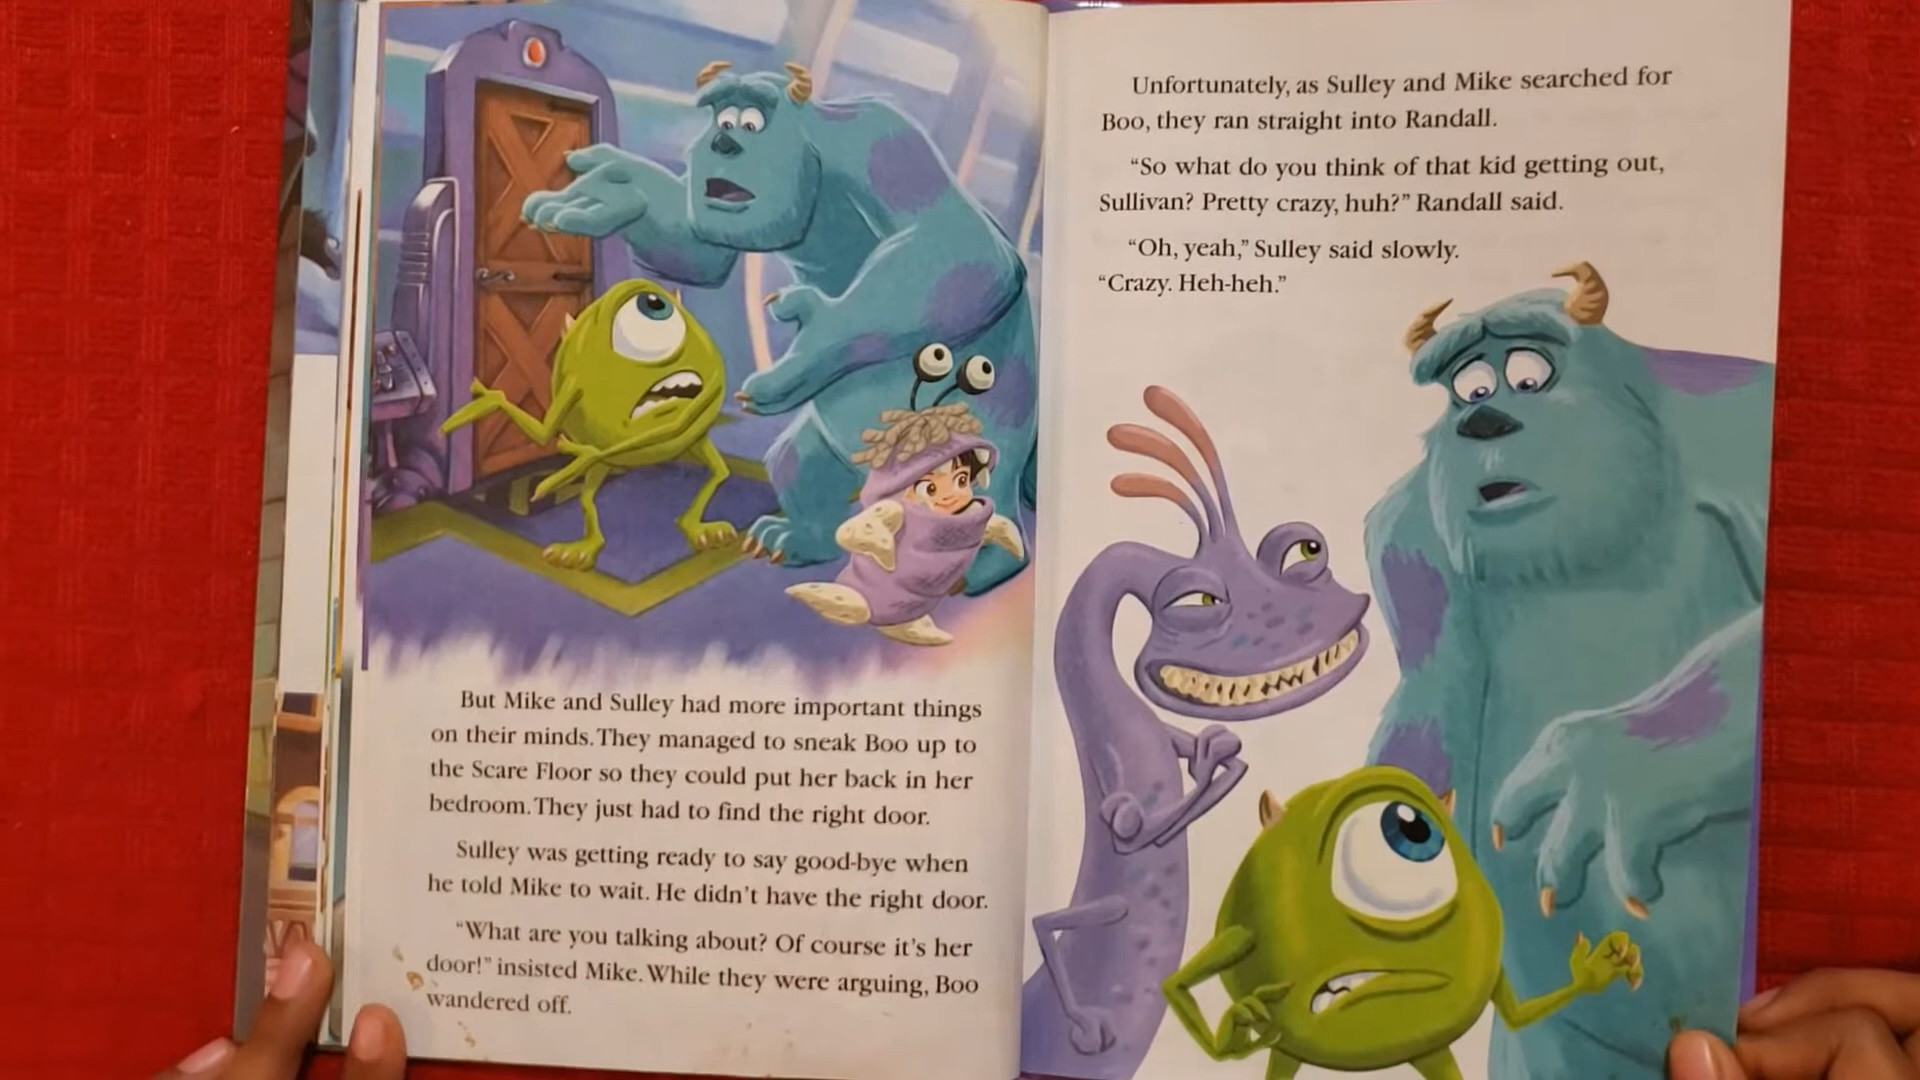 But Mike and Sulley had more important things
on their minds. They managed to sneak Boo up to
the Scare Floor so they could put her back in her
bedroom. They just had to find the right door.
Sulley was getting ready to say good-bye when
he told Mike to wait. He didn't have the right door.
“What are you talking about? Of course it's her
door!” insisted Mike. While they were arguing, Boo
wandered off.
Unfortunately, as Sulley and Mike searched for
Boo, they ran straight into Randall.
“So what do you think of that kid getting out,
Sullivan? Pretty crazy, huh?” Randall said.
“Oh, yeah,” Sulley said slowly.
“Crazy. Heh-heh.”